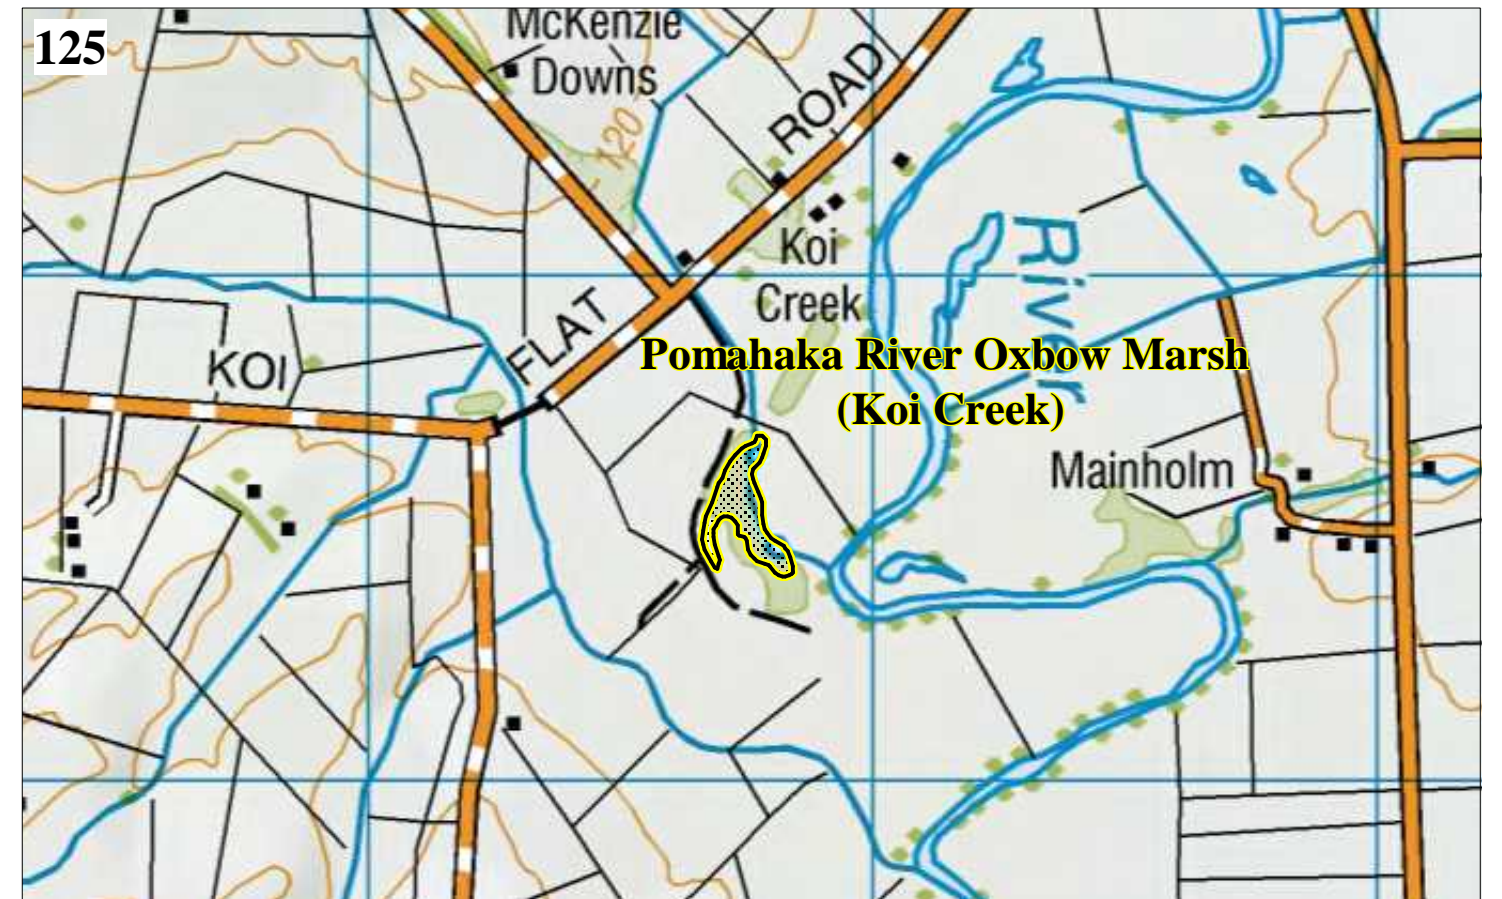 125
McKenzie
Downs
120
ROAD
Koi
Creek
River
FLAT
KOI
Pomahaka River Oxbow Marsh
(Koi Creek)
Mainholm